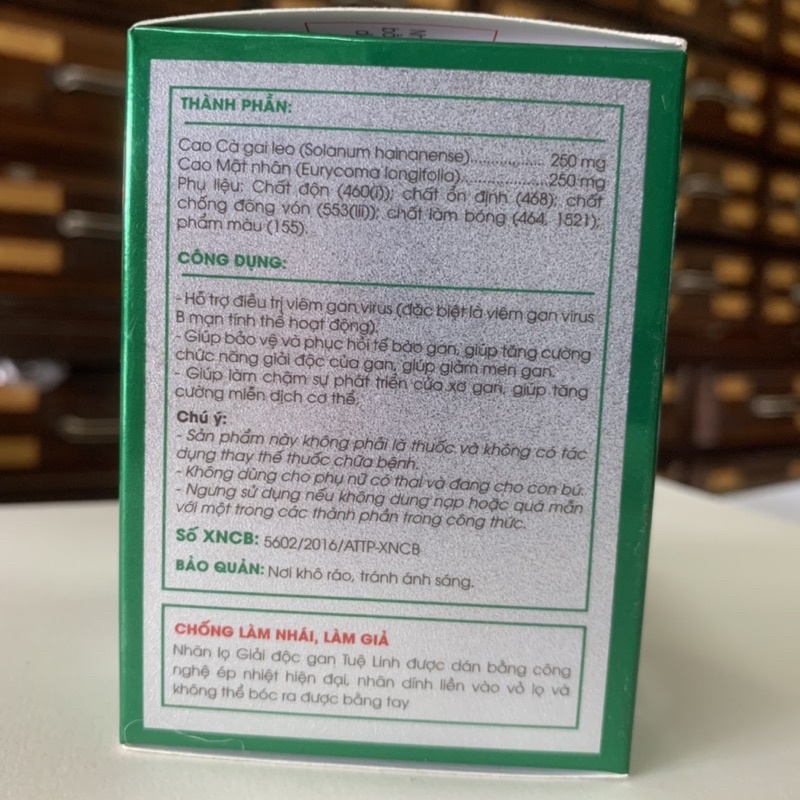 THÀNH PHẦN:
Cao Cà gai leo (Solanum hainanense)................. 250 mg
Cao Mật nhân (Eurycoma longifolia)....................250 mg
Phụ liệu: Chất độn (460(i)); chất ổn định (468); chất
chống đông vón (553(iii)); chất làm bóng (464, 1521);
phẩm màu (155).
CÔNG DỤNG:
- Hỗ trợ điều trị viêm gan virus (đặc biệt là viêm gan virus
B mạn tính thể hoạt động);
- Giúp bảo vệ và phục hồi tế bào gan, giúp tăng cường
chức năng giải độc của gan, giúp giảm men gan.
- Giúp làm chậm sự phát triển của xơ gan, giúp tăng
cường miễn dịch cơ thể.
Chú ý:
- Sản phẩm này không phải là thuốc và không có tác
dụng thay thế thuốc chữa bệnh.
- Không dùng cho phụ nữ có thai và đang cho con bú.
- Ngưng sử dụng nếu không dung nạp hoặc quá mẫn
với một trong các thành phần trong công thức.
Số XNCB: 5602/2016/ATTP-XNCB
BẢO QUẢN: Nơi khô ráo, tránh ánh sáng.
CHỐNG LÀM NHÁI, LÀM GIẢ
Nhãn lọ Giải độc gan Tuệ Linh được dán bằng công
nghệ ép nhiệt hiện đại, nhãn dính liền vào vỏ lọ và
không thể bóc ra được bằng tay